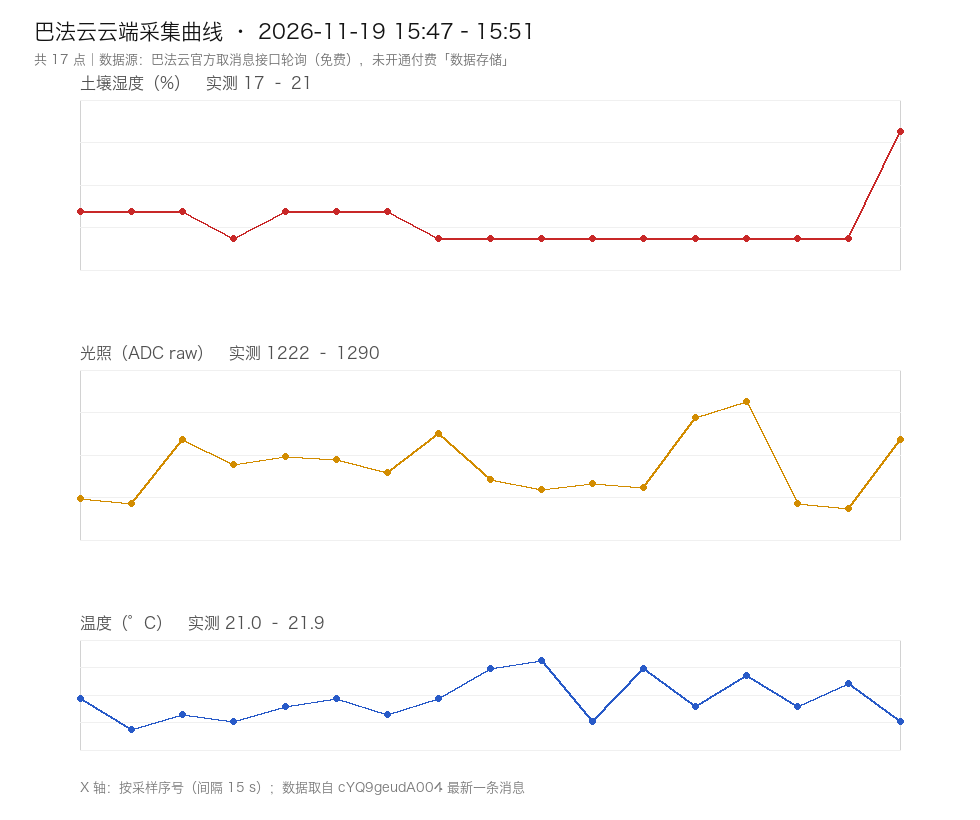 巴法云云端采集曲线 · 2026-11-19 15:47 - 15:51
共 17 点｜数据源：巴法云官方取消息接口轮询（免费），未开通付费「数据存储」
土壤湿度（%） 实测 17 - 21
光照（ADC raw） 实测 1222 - 1290
温度（°C） 实测 21.0 - 21.9
X 轴：按采样序号（间隔 15 s）；数据取自 cYQ9geudA004 最新一条消息